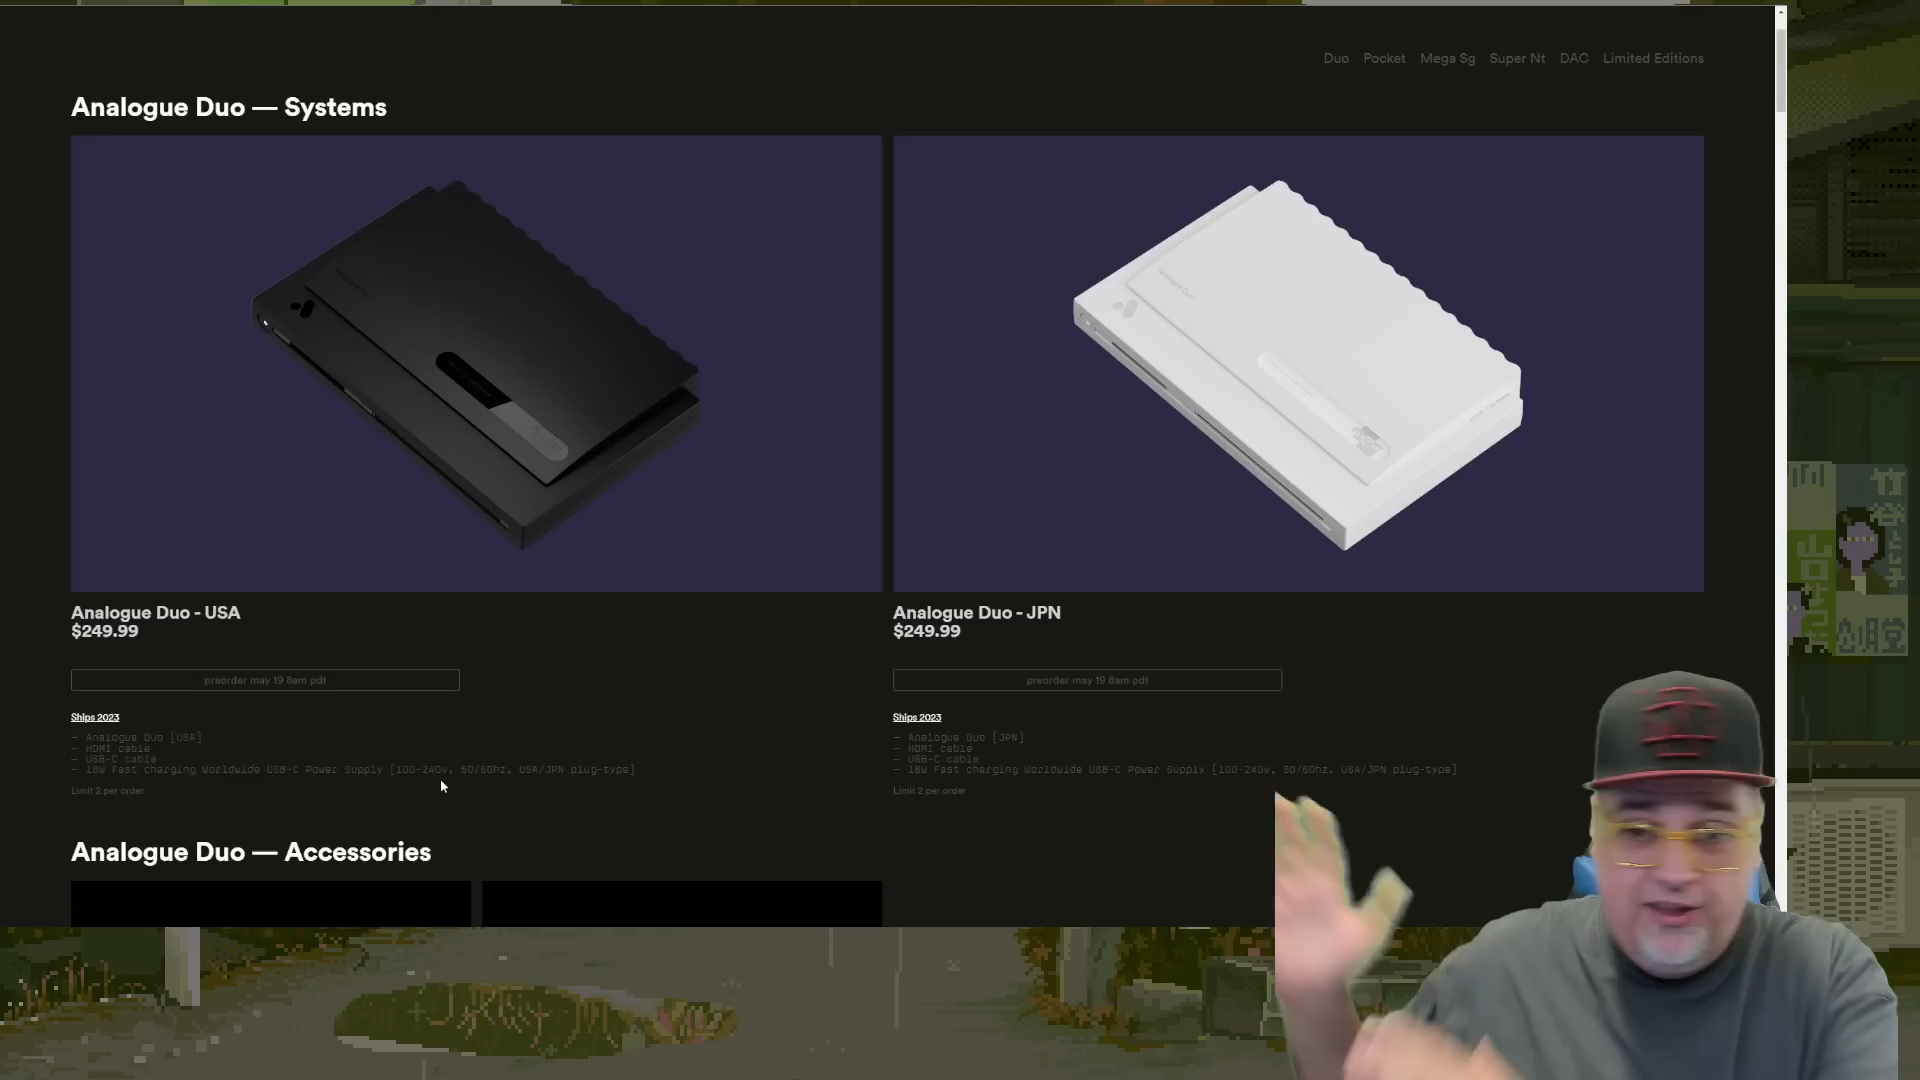 Duo Pocket Mega Sg Super Nt DAC Limited Editions
Analogue Duo — Systems
Analogue Duo - USA
$249.99
preorder may 19 8am pdt
Ships 2023
— Analogue Duo [USA]
— HDMI cable
— USB-C cable
— 18W Fast charging Worldwide USB-C Power Supply [100-240v, 50/60hz, USA/JPN plug-type]
Limit 2 per order
Analogue Duo - JPN
$249.99
preorder may 19 8am pdt
Ships 2023
— Analogue Duo [JPN]
— HDMI cable
— USB-C cable
— 18W Fast charging Worldwide USB-C Power Supply [100-240v, 50/60hz, USA/JPN plug-type]
Limit 2 per order
Analogue Duo — Accessories